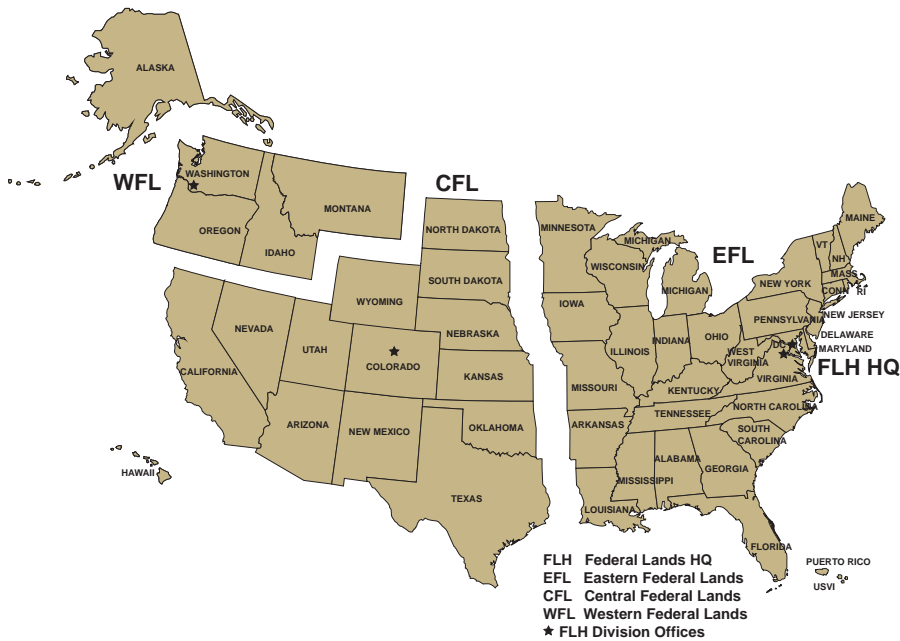 ALASKA
WASHINGTON
WFL
CFL
MONTANA
OREGON
IDAHO
NORTH DAKOTA
SOUTH DAKOTA
WYOMING
NEBRASKA
NEVADA
UTAH
COLORADO
KANSAS
CALIFORNIA
ARIZONA
NEW MEXICO
OKLAHOMA
TEXAS
HAWAII
MINNESOTA
MICHIGAN
WISCONSIN
MICHIGAN
EFL
MAINE
VT
NH
MASS
CONN
RI
NEW YORK
IOWA
PENNSYLVANIA
NEW JERSEY
DELAWARE
MARYLAND
DC
FLH HQ
ILLINOIS
INDIANA
OHIO
WEST
VIRGINIA
VIRGINIA
MISSOURI
KENTUCKY
TENNESSEE
NORTH CAROLINA
ARKANSAS
SOUTH
CAROLINA
ALABAMA
GEORGIA
MISSISSIPPI
LOUISIANA
FLORIDA
PUERTO RICO
USVI
FLH Federal Lands HQ
EFL Eastern Federal Lands
CFL Central Federal Lands
WFL Western Federal Lands
★ FLH Division Offices